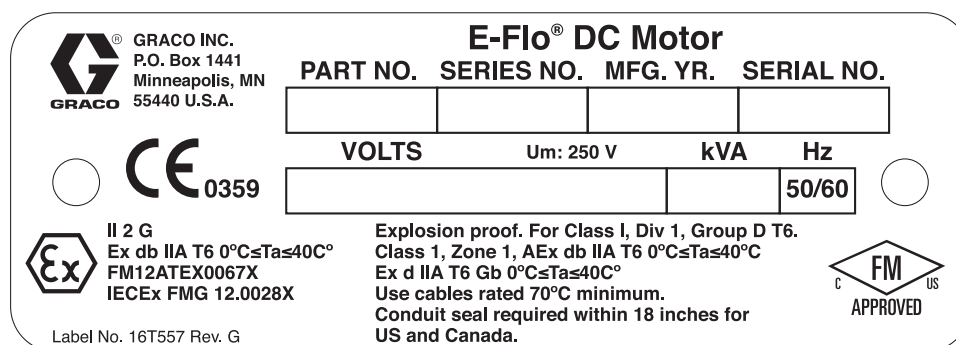 GRACO
®
GRACO INC.
P.O. Box 1441
Minneapolis, MN
55440 U.S.A.
E-Flo® DC Motor
PART NO. SERIES NO. MFG. YR. SERIAL NO.
VOLTS Um: 250 V kVA Hz
50/60
CE 0359
Ex
II 2 G
Ex db IIA T6 0°C≤Ta≤40C°
FM12ATEX0067X
IECEx FMG 12.0028X
Label No. 16T557 Rev. G
Explosion proof. For Class I, Div 1, Group D T6.
Class 1, Zone 1, AEx db IIA T6 0°C≤Ta≤40°C
Ex d IIA T6 Gb 0°C≤Ta≤40C°
Use cables rated 70°C minimum.
Conduit seal required within 18 inches for
US and Canada.
FM
C US
APPROVED